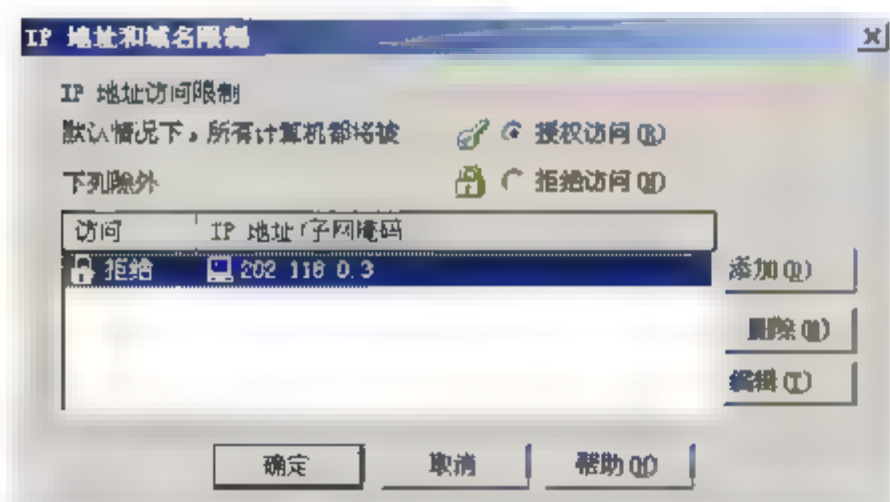 IP 地址和域名限制
IP 地址访问限制
默认情况下，所有计算机都将被 授权访问(R)
下列除外 拒绝访问(N)
访问 IP 地址/子网掩码
拒绝 202 118 0.3
添加(D)
删除(M)
编辑(T)
确定 取消 帮助(H)